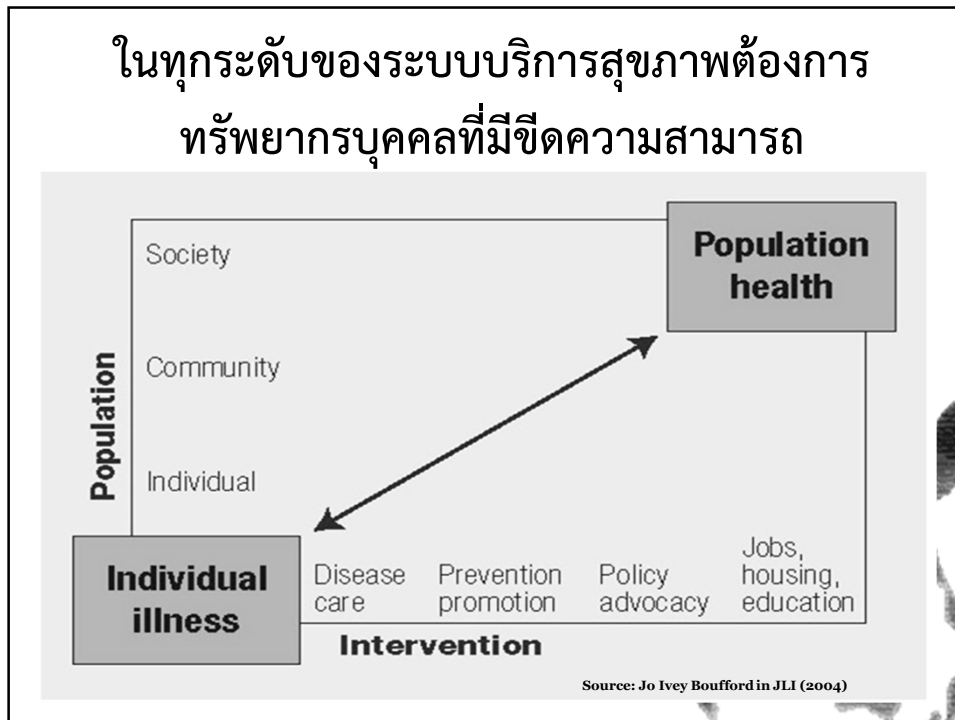 ในทุกระดับของระบบบริการสุขภาพต้องการ
ทรัพยากรบุคคลที่มีขีดความสามารถ
Population
health
Society
Community
Individual
Population
Individual
illness
Disease
care
Prevention
promotion
Policy
advocacy
Jobs,
housing,
education
Intervention
Source: Jo Ivey Boufford in JLI (2004)